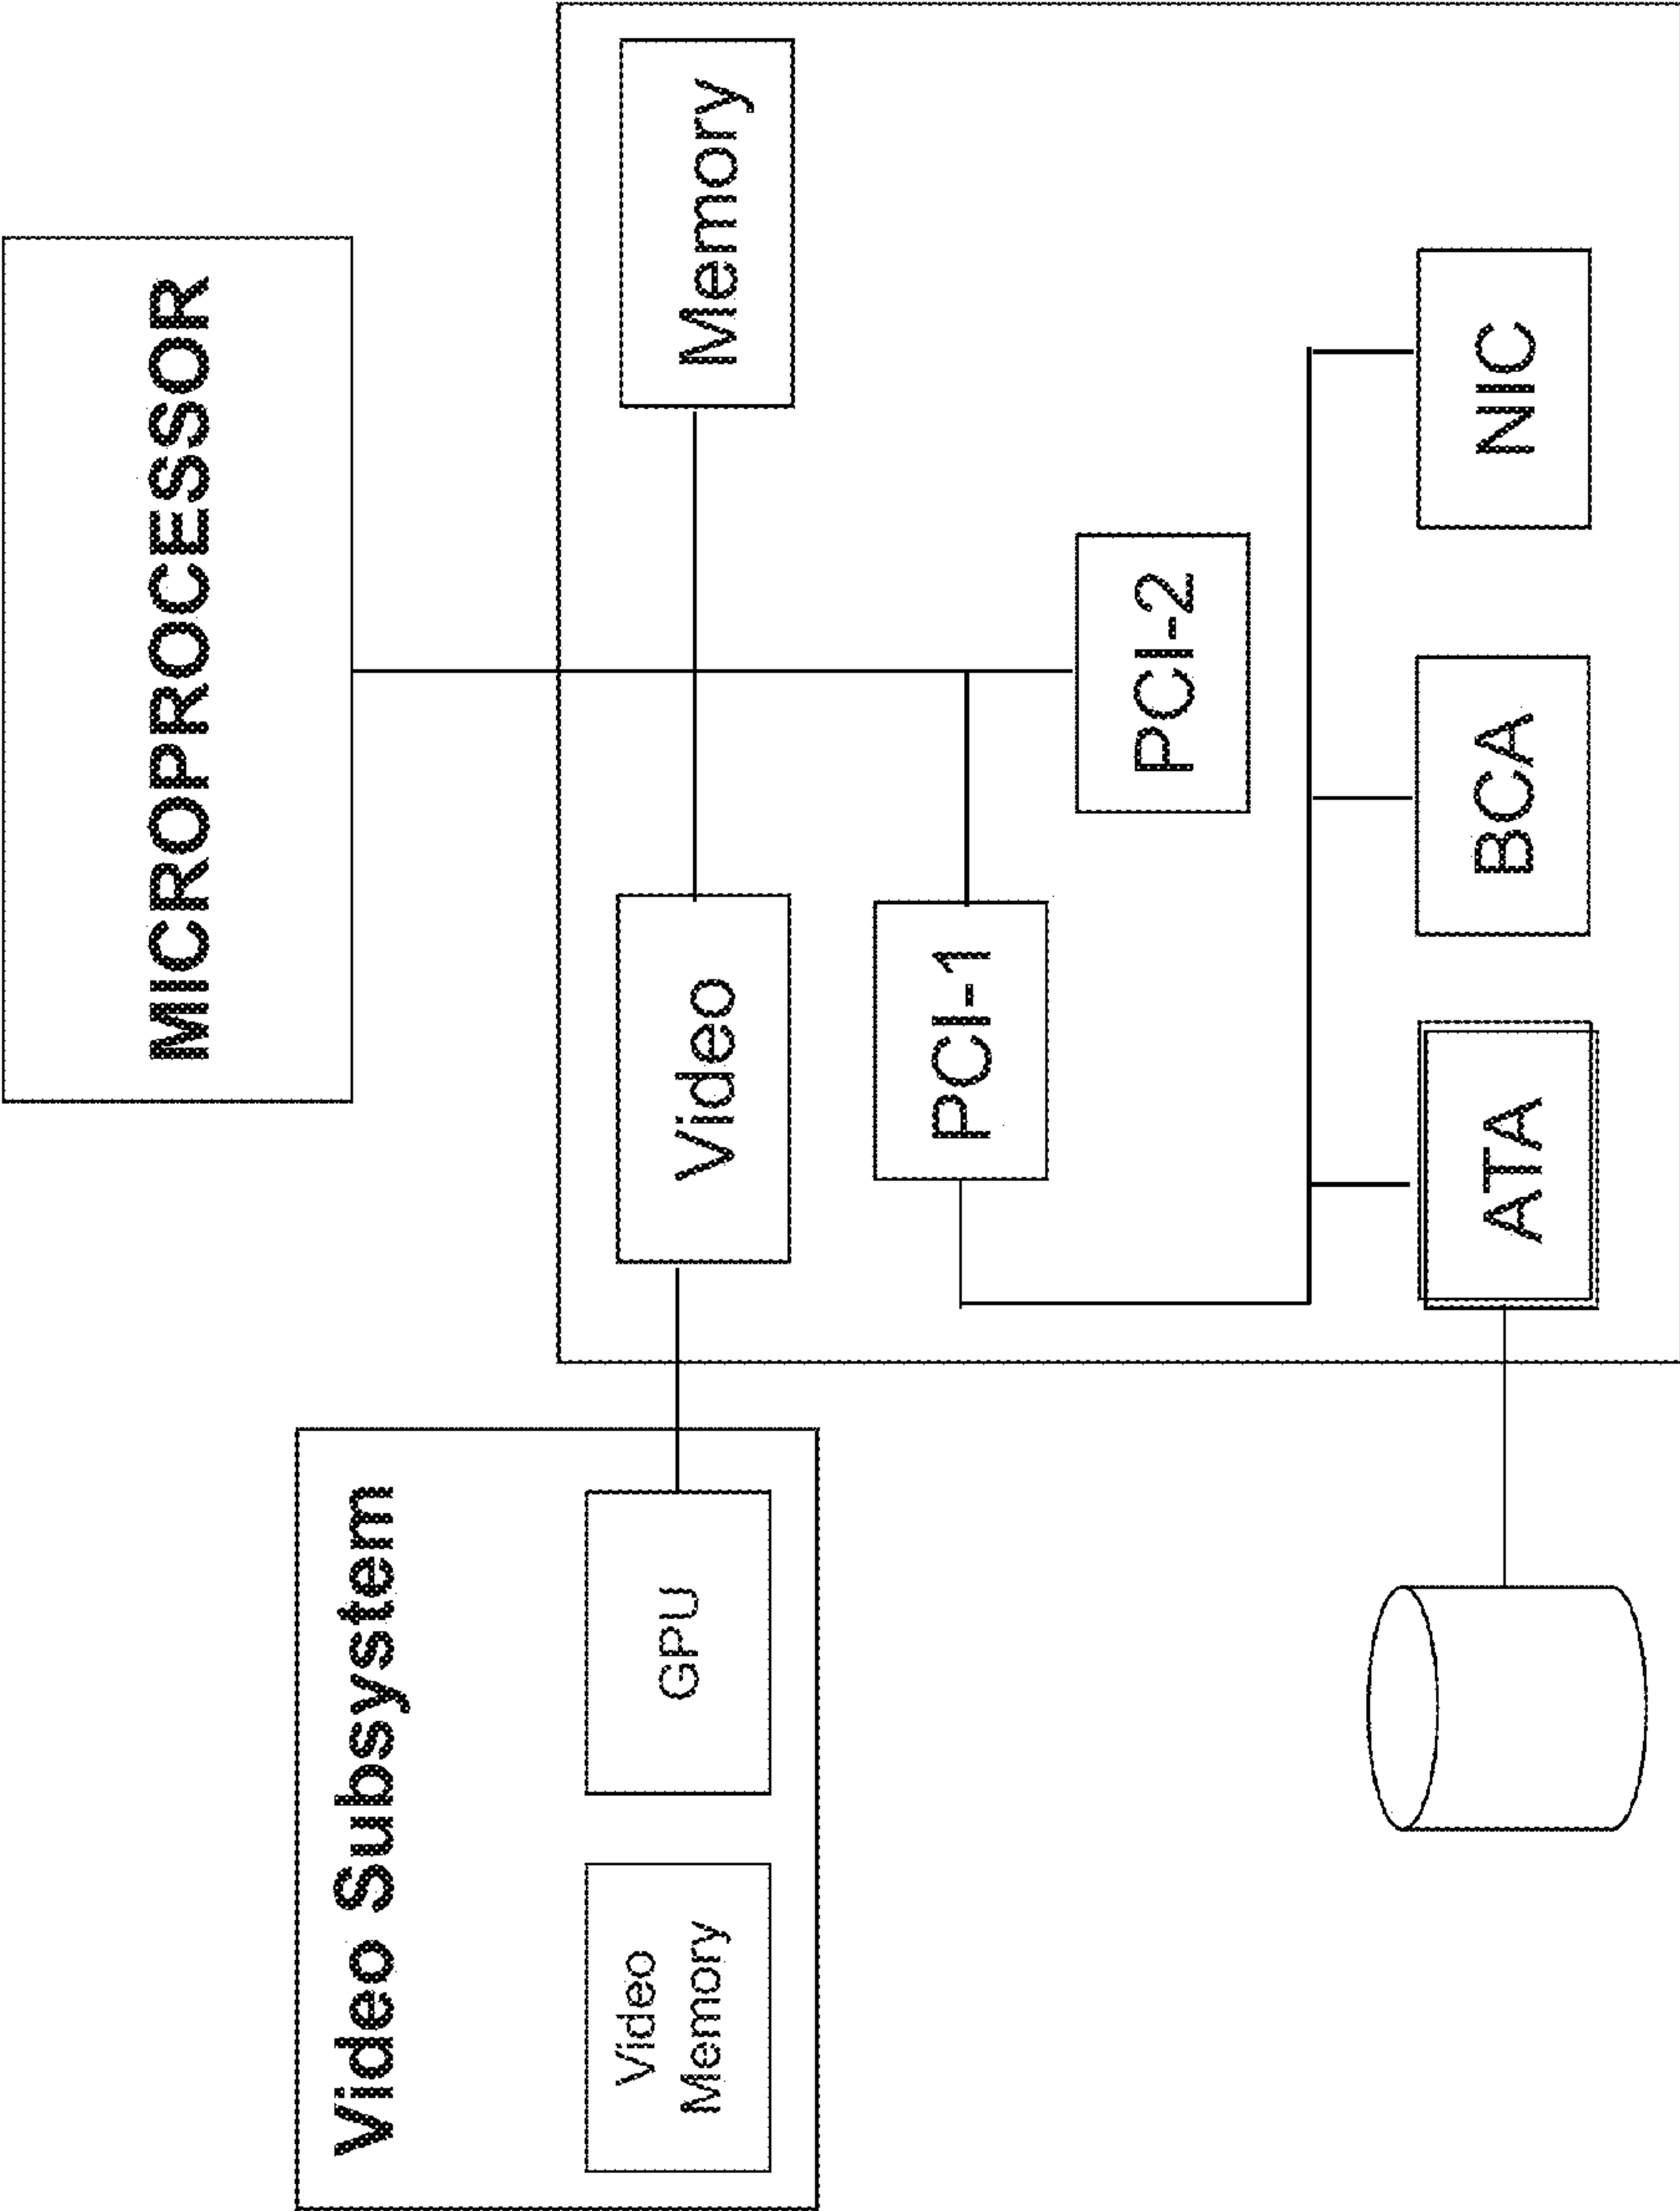 MICROPROCESSOR
Video Subsystem
Video
Memory
GPU
Video
Memory
PCI-1
PCI-2
ATA
BCA
NIC